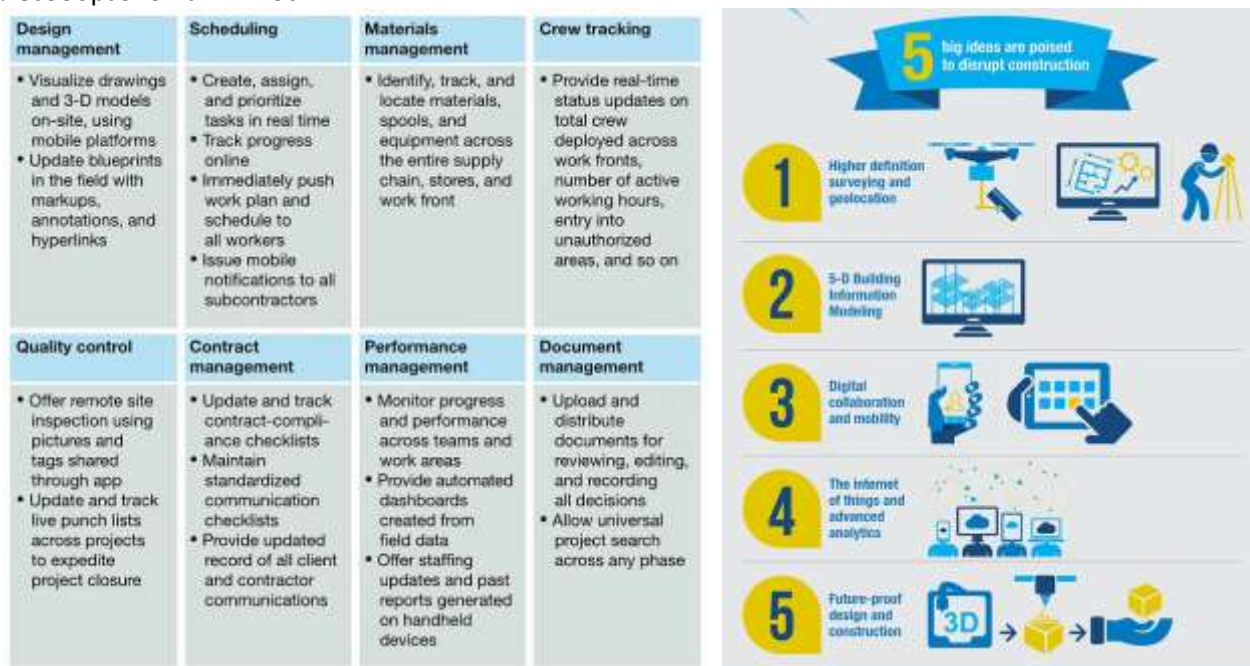 Design
management
• Visualize drawings
and 3-D models
on-site, using
mobile platforms
• Update blueprints
in the field with
markups,
annotations, and
hyperlinks
Scheduling
• Create, assign,
and prioritize
tasks in real time
• Track progress
online
• Immediately push
work plan and
schedule to
all workers
• Issue mobile
notifications to all
subcontractors
Materials
management
• Identify, track, and
locate materials,
spools, and
equipment across
the entire supply
chain, stores, and
work front
Crew tracking
• Provide real-time
status updates on
total crew
deployed across
work fronts,
number of active
working hours,
entry into
unauthorized
areas, and so on
Quality control
• Offer remote site
inspection using
pictures and
tags shared
through app
• Update and track
live punch lists
across projects
to expedite
project closure
Contract
management
• Update and track
contract-compli-
ance checklists
• Maintain
standardized
communication
checklists
• Provide updated
record of all client
and contractor
communications
Performance
management
• Monitor progress
and performance
across teams and
work areas
• Provide automated
dashboards
created from
field data
• Offer staffing
updates and past
reports generated
on handheld
devices
Document
management
• Upload and
distribute
documents for
reviewing, editing,
and recording
all decisions
• Allow universal
project search
across any phase
5 big ideas are poised
to disrupt construction
1
Higher definition
surveying and
geolocation
2
5-D Building
Information
Modeling
3
Digital
collaboration
and mobility
4
The internet
of things and
advanced
analytics
5
Future-proof
design and
construction
3D